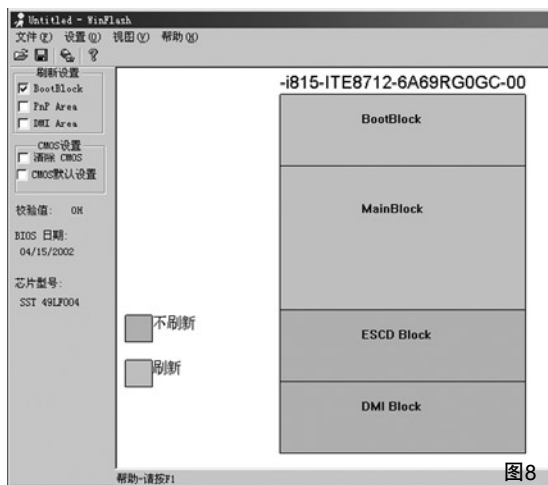 Untitled - WinFlash
文件(F) 设置(O) 视图(V) 帮助(H)
刷新设置
BootBlock
PnP Area
DMI Area
CMOS设置
清除 CMOS
CMOS默认设置
校验值: 0H
BIOS 日期:
04/15/2002
芯片型号:
SST 49LF004
-i815-ITE8712-6A69RG0GC-00
BootBlock
MainBlock
ESCD Block
DMI Block
不刷新
刷新
帮助-请按F1
图8